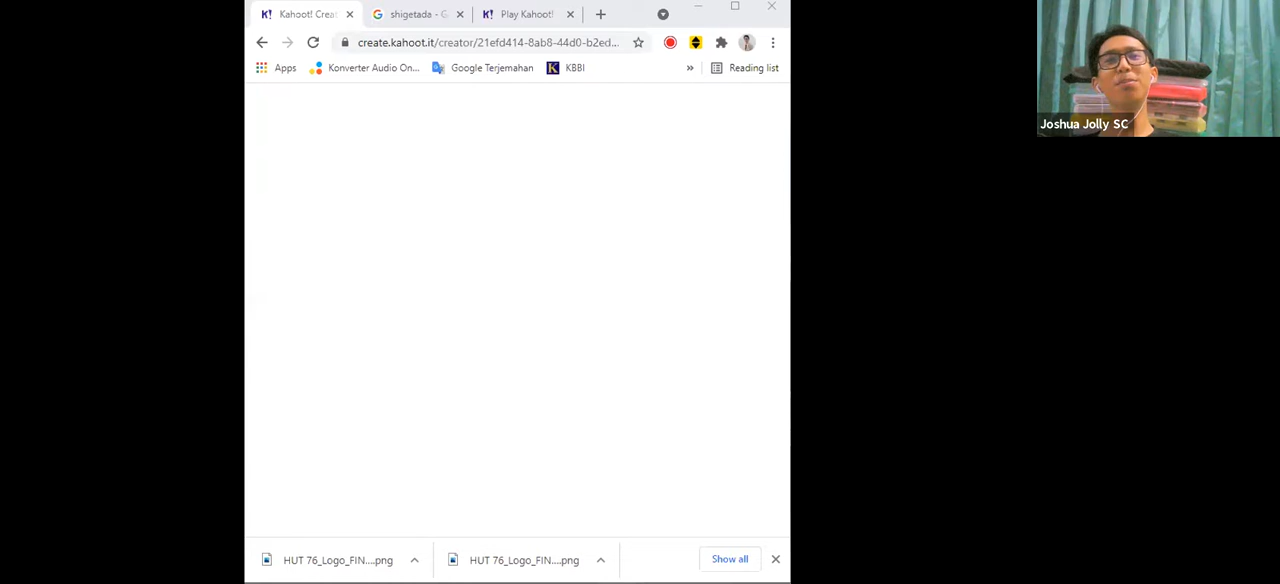 K! Kahoot! Crea
G shigetada - G
K! Play Kahoot!
create.kahoot.it/creator/21efd414-8ab8-44d0-b2ed...
Apps
Konverter Audio On...
Google Terjemahan
K KBBI
»
Reading list
Joshua Jolly SC
HUT 76_Logo_FIN....png
HUT 76_Logo_FIN....png
Show all